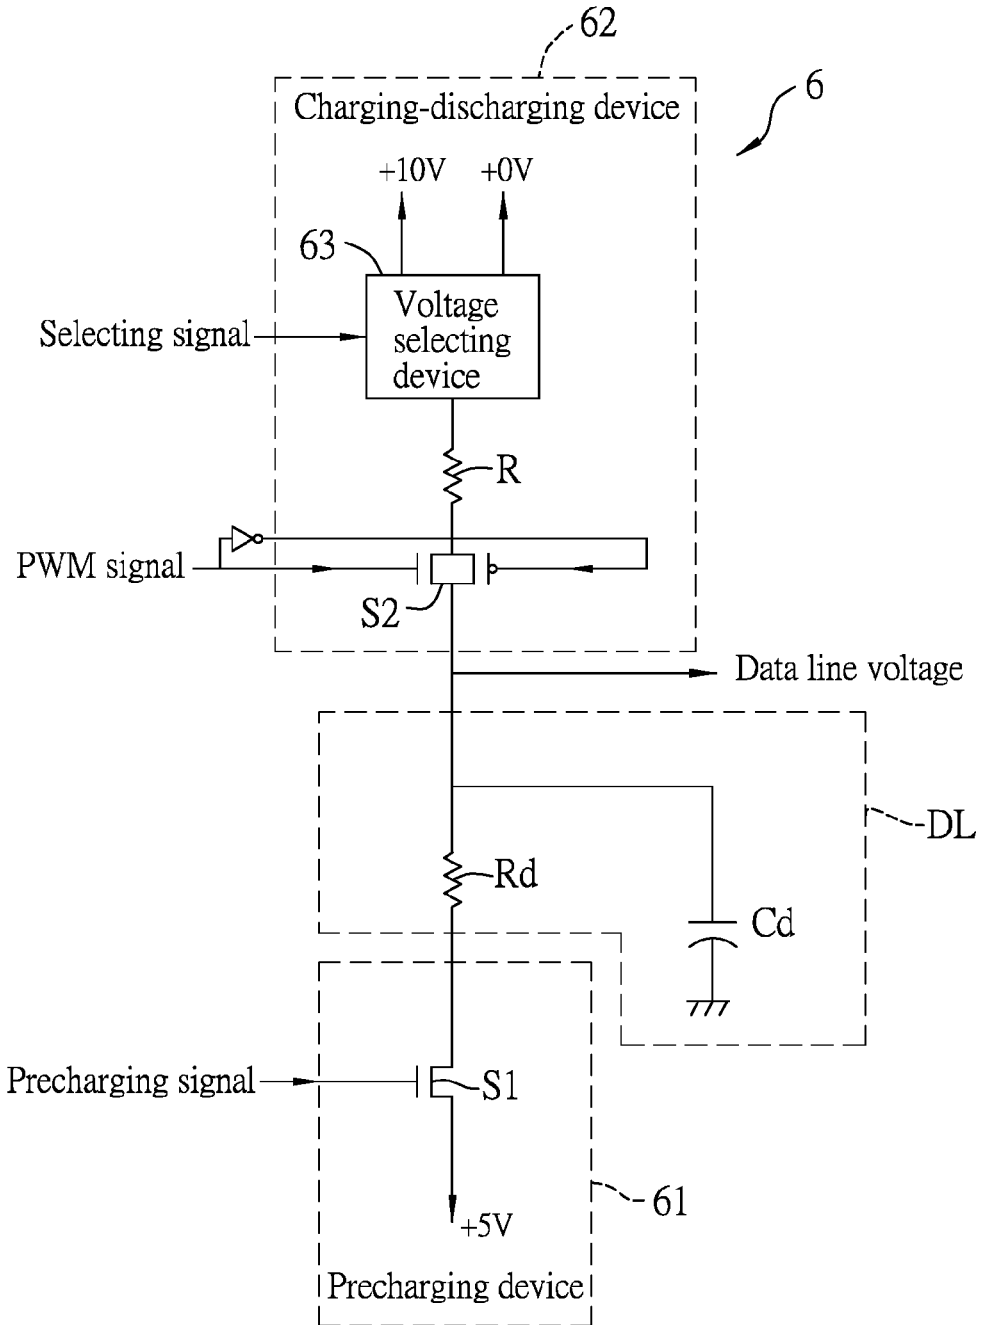 62
6
Charging-discharging device
+10V
+0V
63
Voltage
selecting
device
Selecting signal
R
PWM signal
S2
Data line voltage
DL
Rd
Cd
Precharging signal
S1
61
+5V
Precharging device